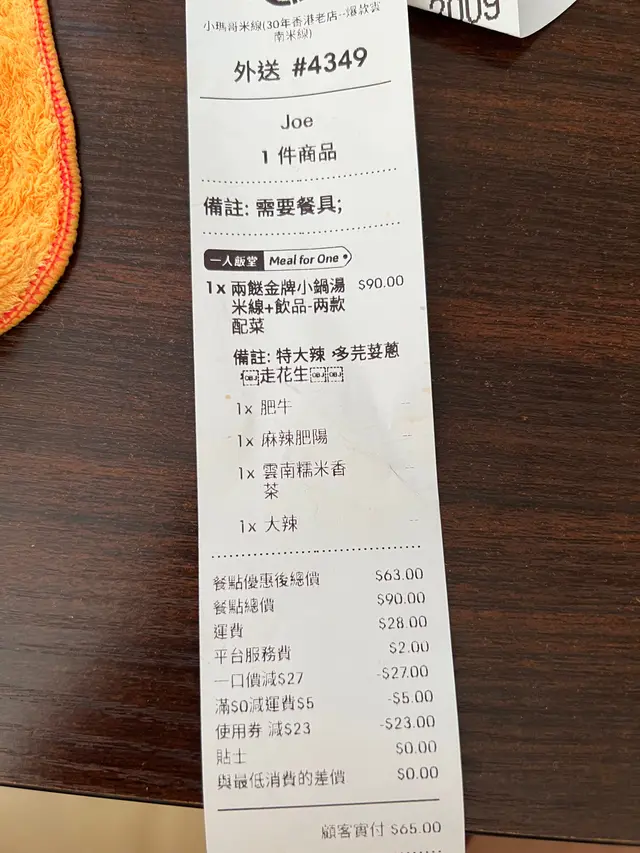 小瑪哥米線(30年香港老店--爆款雲
南米線)
外送 #4349
2009
Joe
1 件商品
備註: 需要餐具;
一人飯堂 Meal for One
1x 兩餸金牌小鍋湯 $90.00
米線+飲品-两款
配菜
備註: 特大辣 多芫荽蔥
走花生
1x 肥牛 --
1x 麻辣肥腸 --
1x 雲南糯米香 --
茶
1x 大辣 --
餐點優惠後總價 $63.00
餐點總價 $90.00
運費 $28.00
平台服務費 $2.00
一口價減$27 -$27.00
滿$0減運費$5 -$5.00
使用券 減$23 -$23.00
貼士 $0.00
與最低消費的差價 $0.00
顧客實付 $65.00